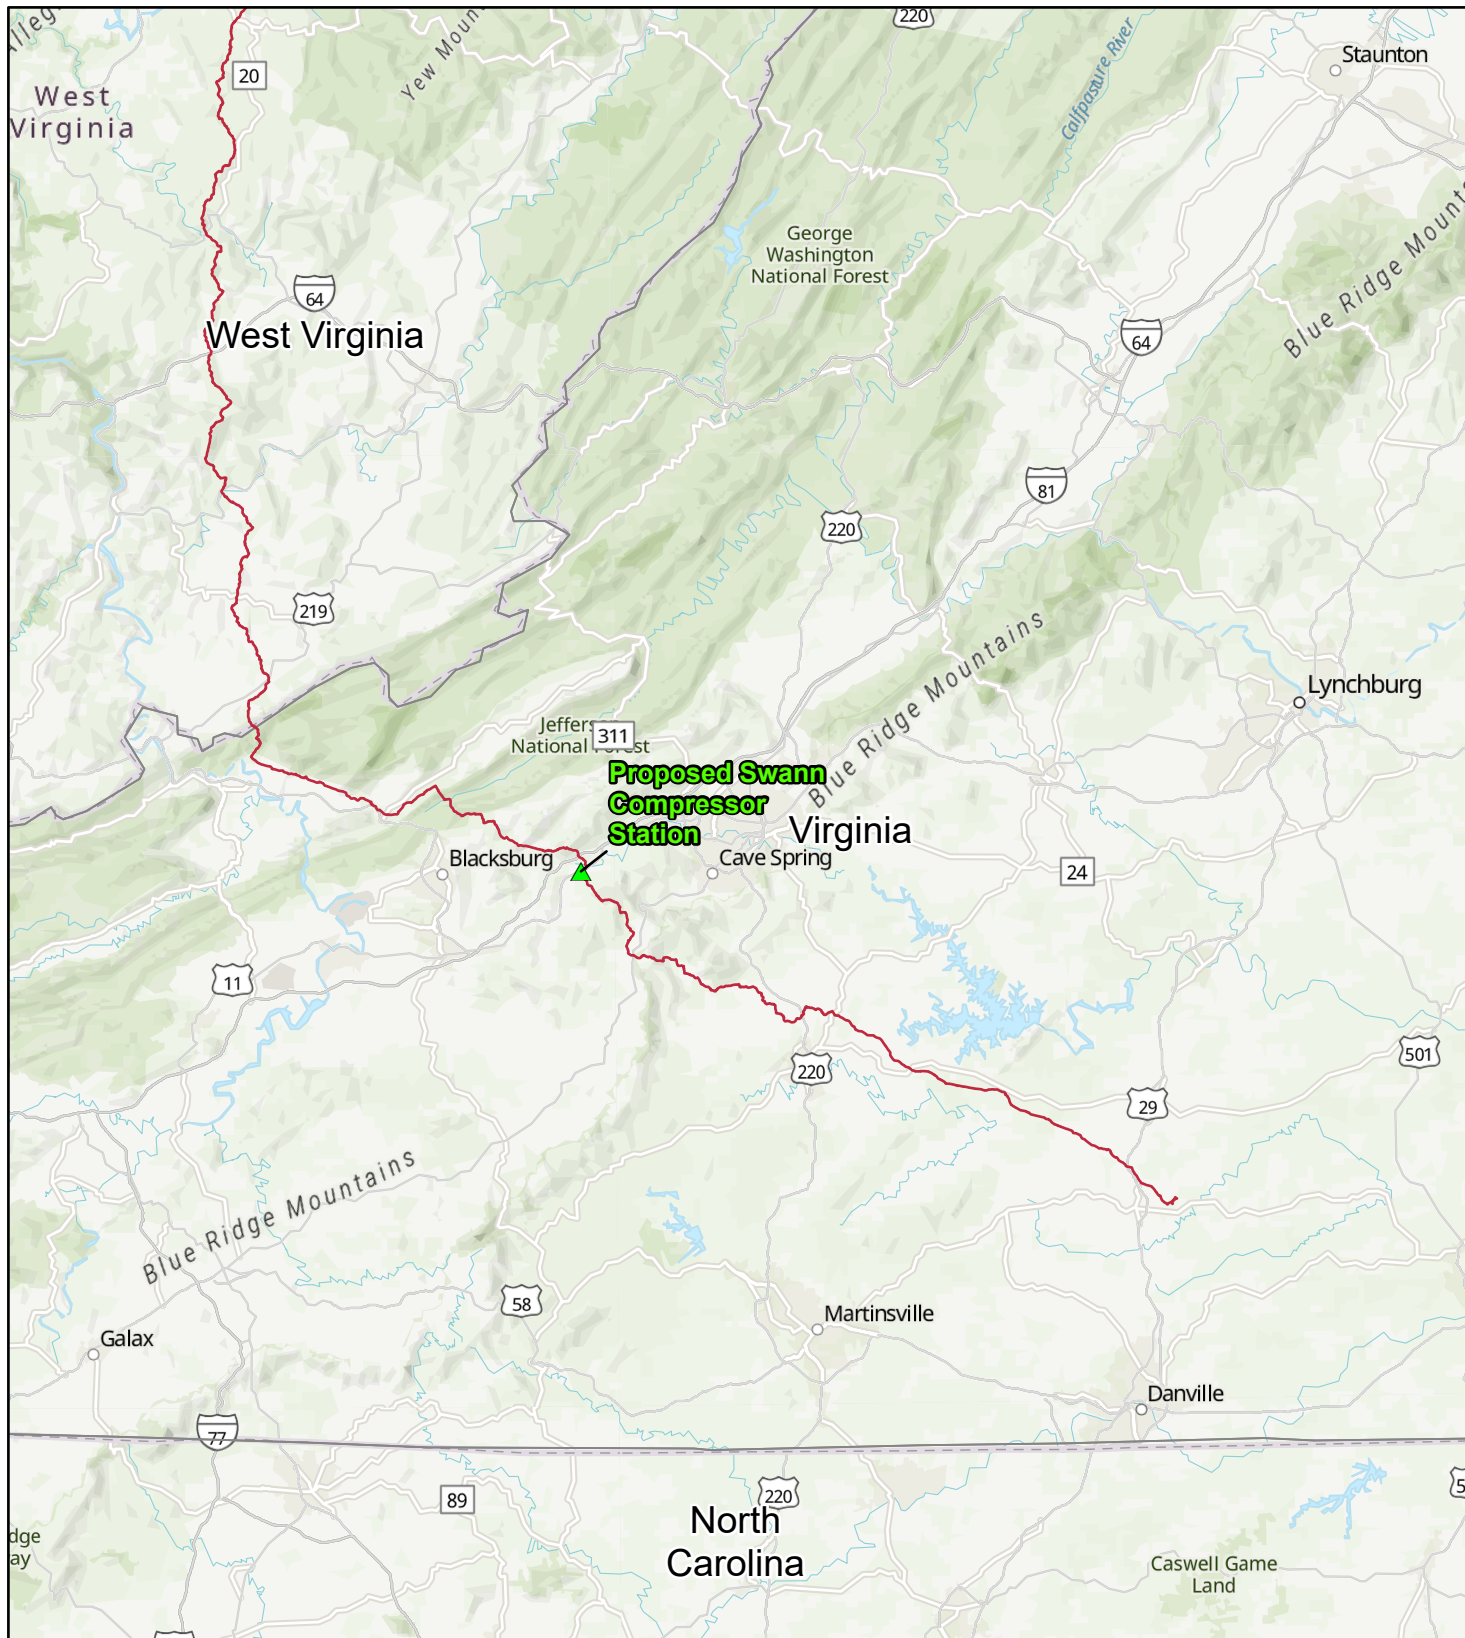 220
Staunton
Yew Moun
Calfpasture River
20
West
Virginia
George
Washington
National Forest
Blue Ridge Mount
64
West Virginia
64
81
220
219
Blue Ridge Mountains
Lynchburg
Jefferson
National Forest
311
Proposed Swann
Compressor
Station
Virginia
Blacksburg
Cave Spring
24
11
501
220
29
Blue Ridge Mountains
58
Martinsville
Galax
Danville
77
89
220
5
North
Carolina
dge
ay
Caswell Game
Land